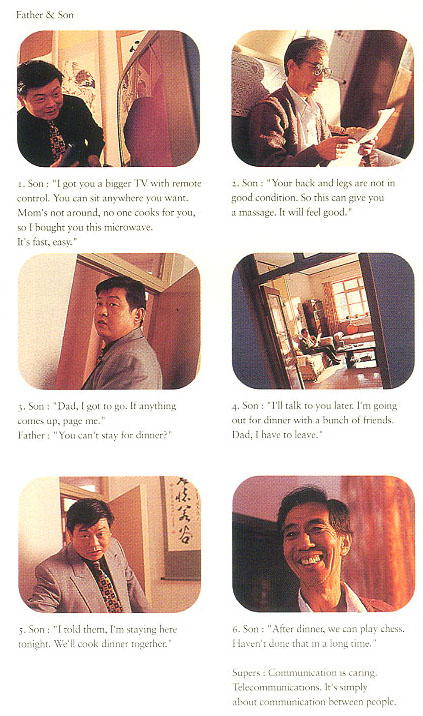 Father & Son
1. Son : "I got you a bigger TV with remote
control. You can sit anywhere you want.
Mom's not around, no one cooks for you,
so I bought you this microwave.
It's fast, easy."
2. Son : "Your back and legs are not in
good condition. So this can give you
a massage. It will feel good."
3. Son : "Dad, I got to go. If anything
comes up, page me."
Father : "You can't stay for dinner?"
4. Son : "I'll talk to you later. I'm going
out for dinner with a bunch of friends.
Dad, I have to leave."
懷若谷
5. Son : "I told them, I'm staying here
tonight. We'll cook dinner together."
6. Son : "After dinner, we can play chess.
Haven't done that in a long time."
Supers : Communication is caring.
Telecommunications. It's simply
about communication between people.